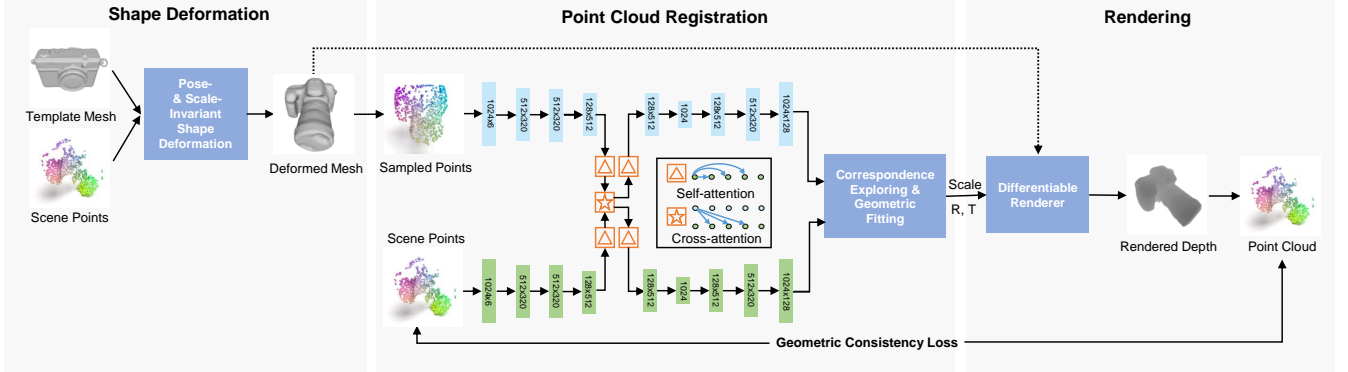 Shape Deformation
Point Cloud Registration
Rendering
Template Mesh
Scene Points
Pose-
& Scale-
Invariant
Shape
Deformation
Deformed Mesh
Sampled Points
1024x6
512x320
512x320
128x512
128x512
1024
128x512
512x320
1024x128
Self-attention
Cross-attention
Scene Points
1024x6
512x320
512x320
128x512
128x512
1024
128x512
512x320
1024x128
Correspondence
Exploring &
Geometric
Fitting
Scale
R, T
Differentiable
Renderer
Rendered Depth
Point Cloud
Geometric Consistency Loss